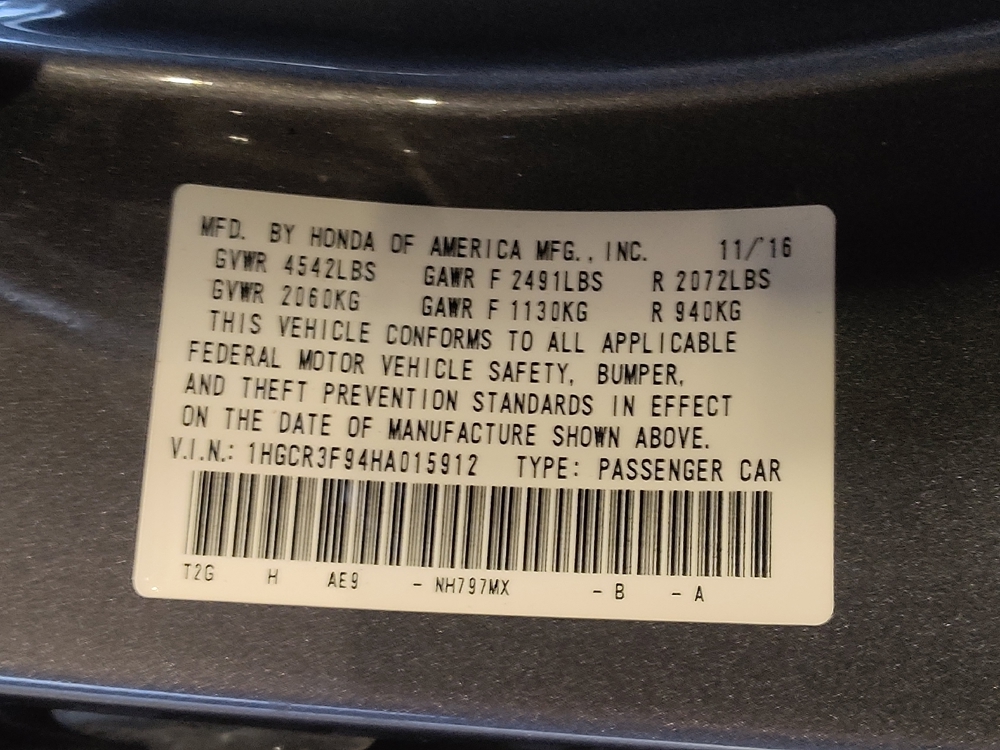 MFD. BY HONDA OF AMERICA MFG., INC. 11/'16
GVWR 4542LBS GAWR F 2491LBS R 2072LBS
GVWR 2060KG GAWR F 1130KG R 940KG
THIS VEHICLE CONFORMS TO ALL APPLICABLE
FEDERAL MOTOR VEHICLE SAFETY, BUMPER,
AND THEFT PREVENTION STANDARDS IN EFFECT
ON THE DATE OF MANUFACTURE SHOWN ABOVE.
V.I.N.: 1HGCR3F94HA015912 TYPE: PASSENGER CAR
T2G H AE9 - NH797MX - B - A